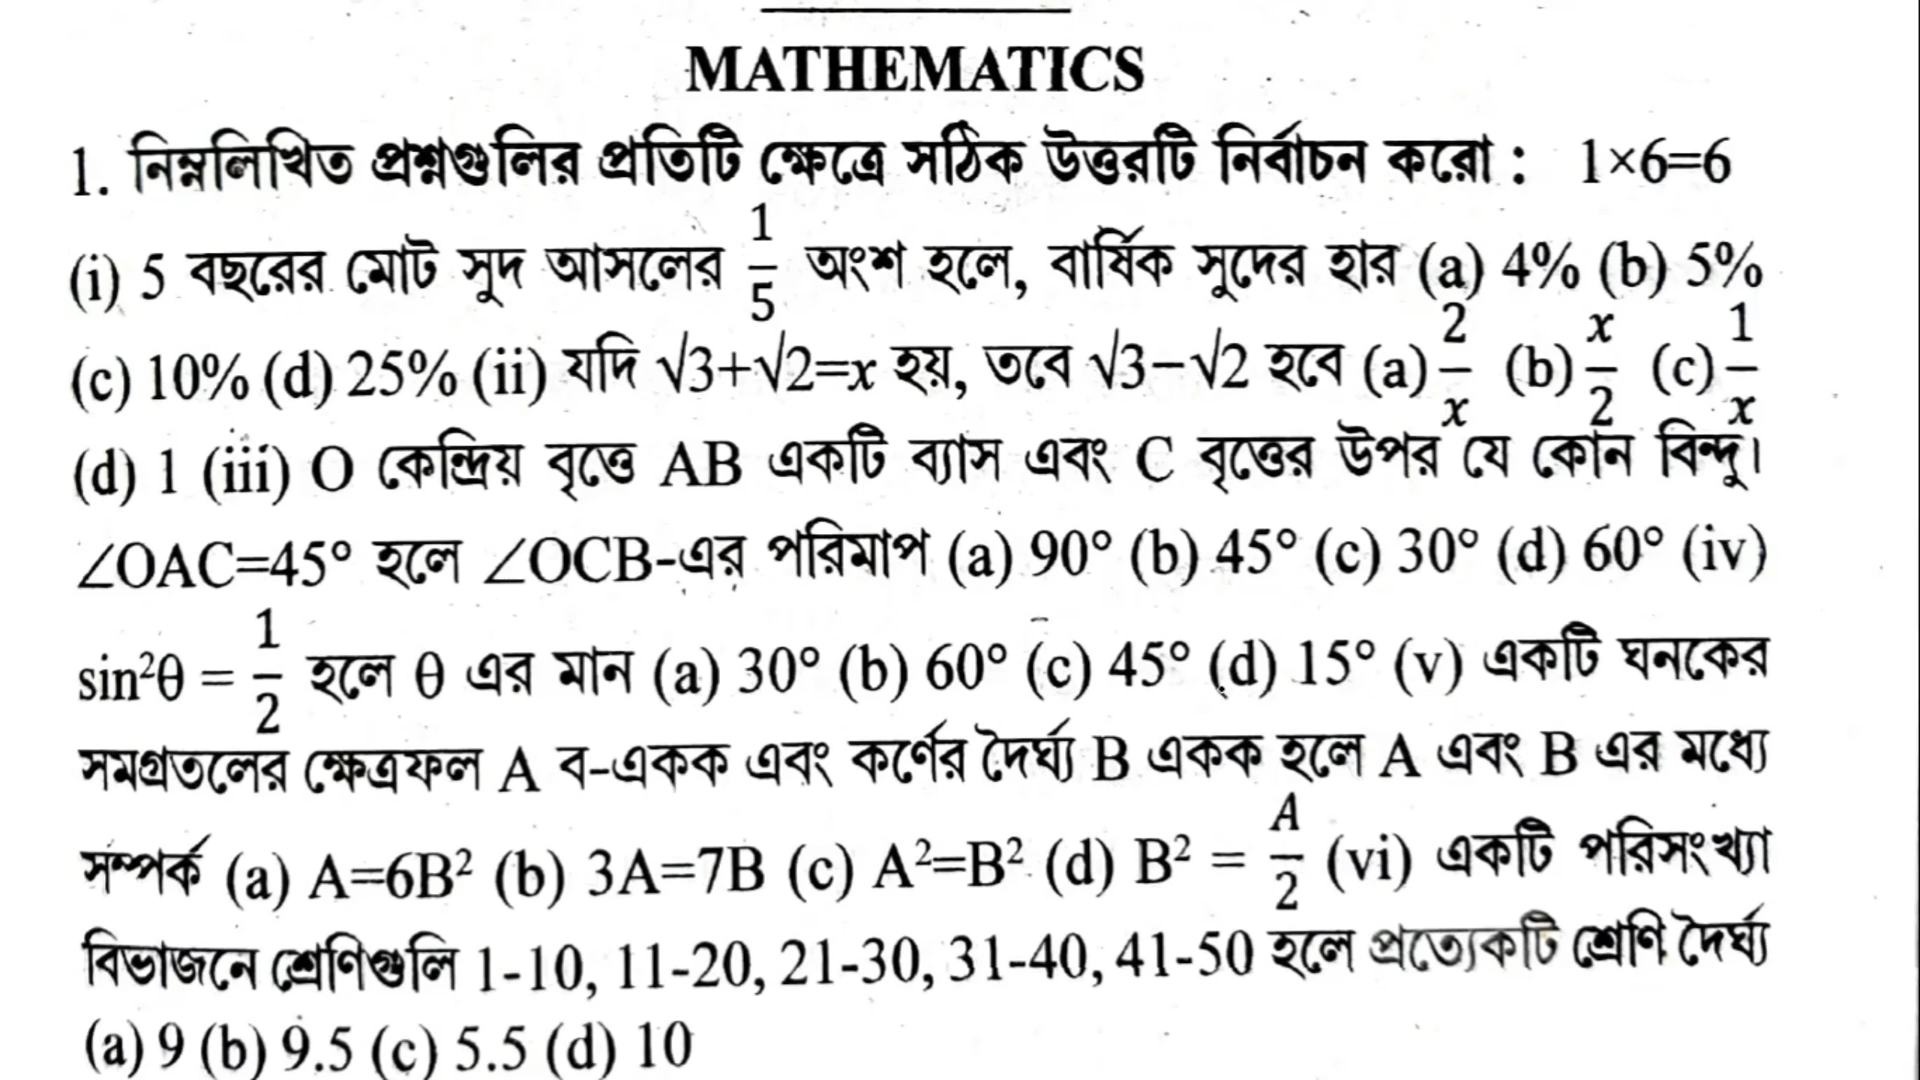 MATHEMATICS
1. নিম্নলিখিত প্রশ্নগুলির প্রতিটি ক্ষেত্রে সঠিক উত্তরটি নির্বাচন করো : 1×6=6
(i) 5 বছরের মোট সুদ আসলের 1/5 অংশ হলে, বার্ষিক সুদের হার (a) 4% (b) 5%
(c) 10% (d) 25% (ii) যদি √3+√2=x হয়, তবে √3−√2 হবে (a) 2/x (b) x/2 (c) 1/x
(d) 1 (iii) O কেন্দ্রিয় বৃত্তে AB একটি ব্যাস এবং C বৃত্তের উপর যে কোন বিন্দু।
∠OAC=45° হলে ∠OCB-এর পরিমাপ (a) 90° (b) 45° (c) 30° (d) 60° (iv)
sin²θ = 1/2 হলে θ এর মান (a) 30° (b) 60° (c) 45° (d) 15° (v) একটি ঘনকের
সমগ্রতলের ক্ষেত্রফল A ব-একক এবং কর্ণের দৈর্ঘ্য B একক হলে A এবং B এর মধ্যে
সম্পর্ক (a) A=6B² (b) 3A=7B (c) A²=B² (d) B² = A/2 (vi) একটি পরিসংখ্যা
বিভাজনে শ্রেণিগুলি 1-10, 11-20, 21-30, 31-40, 41-50 হলে প্রত্যেকটি শ্রেণি দৈর্ঘ্য
(a) 9 (b) 9.5 (c) 5.5 (d) 10